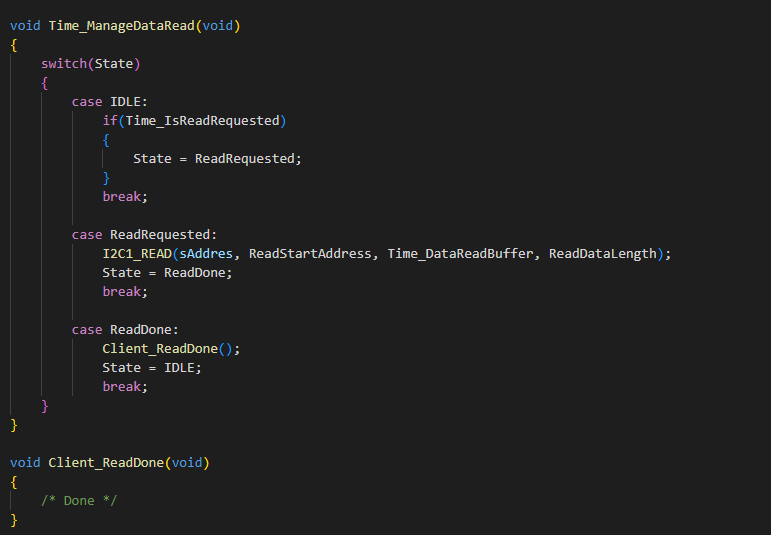 void Time_ManageDataRead(void)
{
    switch(State)
    {
        case IDLE:
            if(Time_IsReadRequested)
            {
                State = ReadRequested;
            }
            break;

        case ReadRequested:
            I2C1_READ(sAddres, ReadStartAddress, Time_DataReadBuffer, ReadDataLength);
            State = ReadDone;
            break;

        case ReadDone:
            Client_ReadDone();
            State = IDLE;
            break;
    }
}

void Client_ReadDone(void)
{
    /* Done */
}